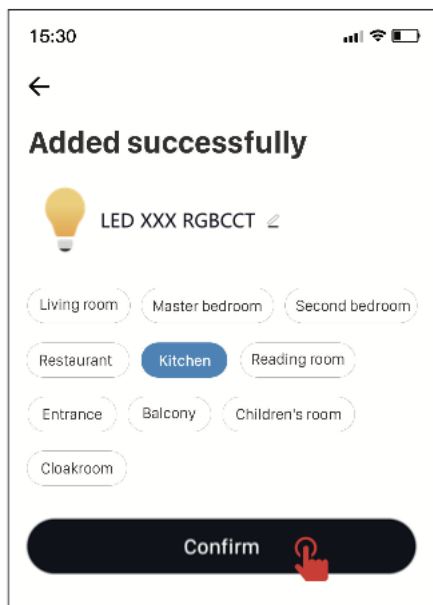 15:30
Added successfully
LED XXX RGBCCT
Living room Master bedroom Second bedroom
Restaurant Kitchen Reading room
Entrance Balcony Children's room
Cloakroom
Confirm